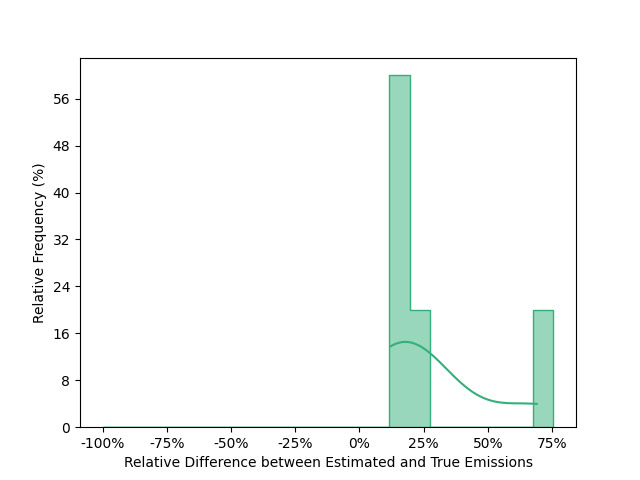 56
48
40
32
24
16
8
0
Relative Frequency (%)
-100% -75% -50% -25% 0% 25% 50% 75%
Relative Difference between Estimated and True Emissions